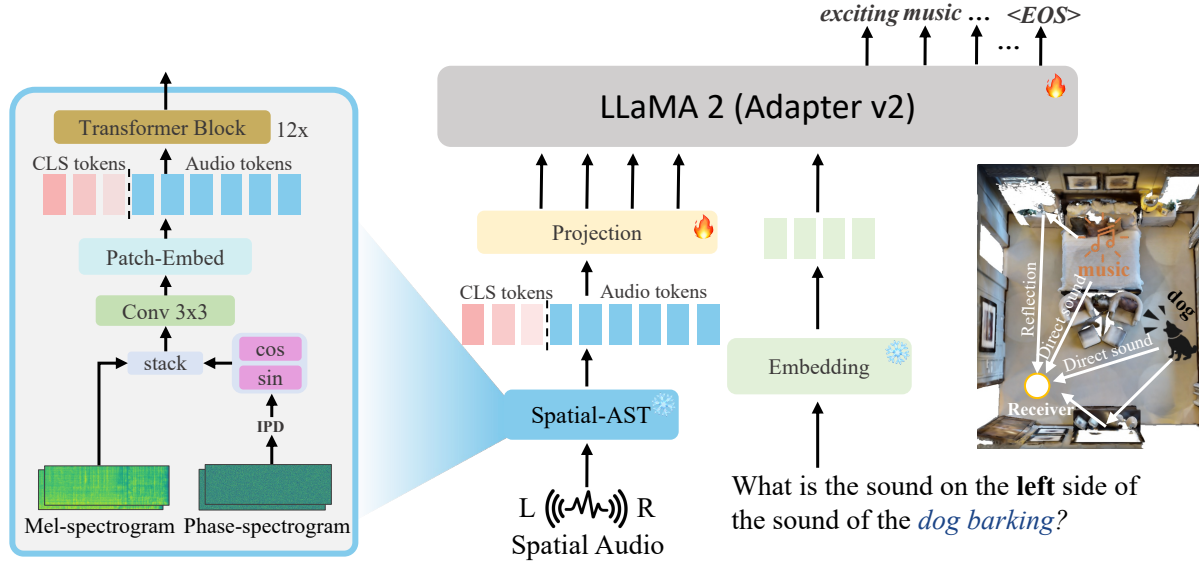 exciting music ... <EOS>
...
LLaMA 2 (Adapter v2)
Transformer Block
12x
CLS tokens
Audio tokens
Patch-Embed
Conv 3x3
stack
cos
sin
IPD
Mel-spectrogram
Phase-spectrogram
Projection
CLS tokens
Audio tokens
Spatial-AST
L
R
Spatial Audio
Embedding
What is the sound on the left side of
the sound of the dog barking?
music
dog
Reflection
Direct sound
Direct sound
Receiver